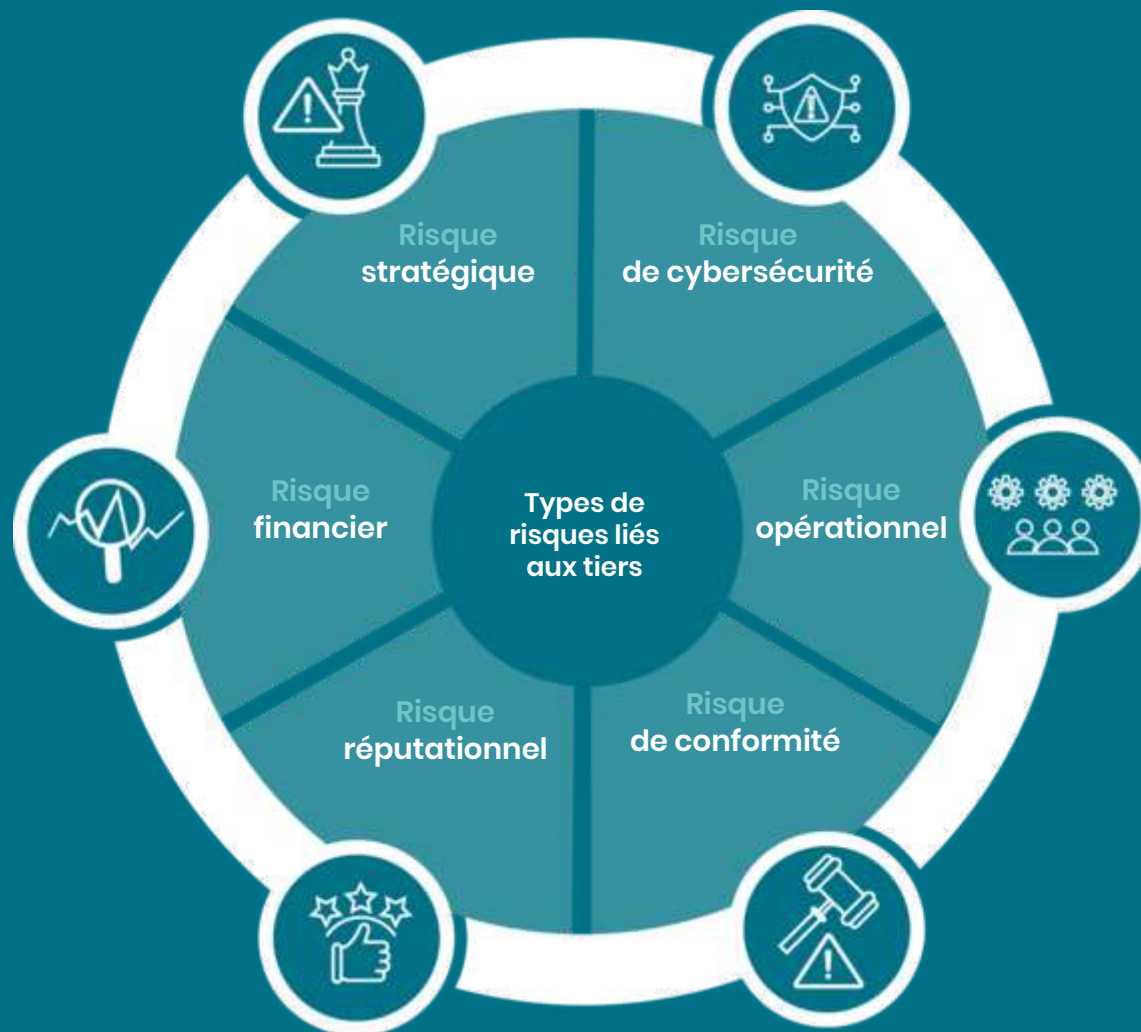 Risque
stratégique
Risque
de cybersécurité
Risque
financier
Types de
risques liés
aux tiers
Risque
opérationnel
Risque
réputationnel
Risque
de conformité